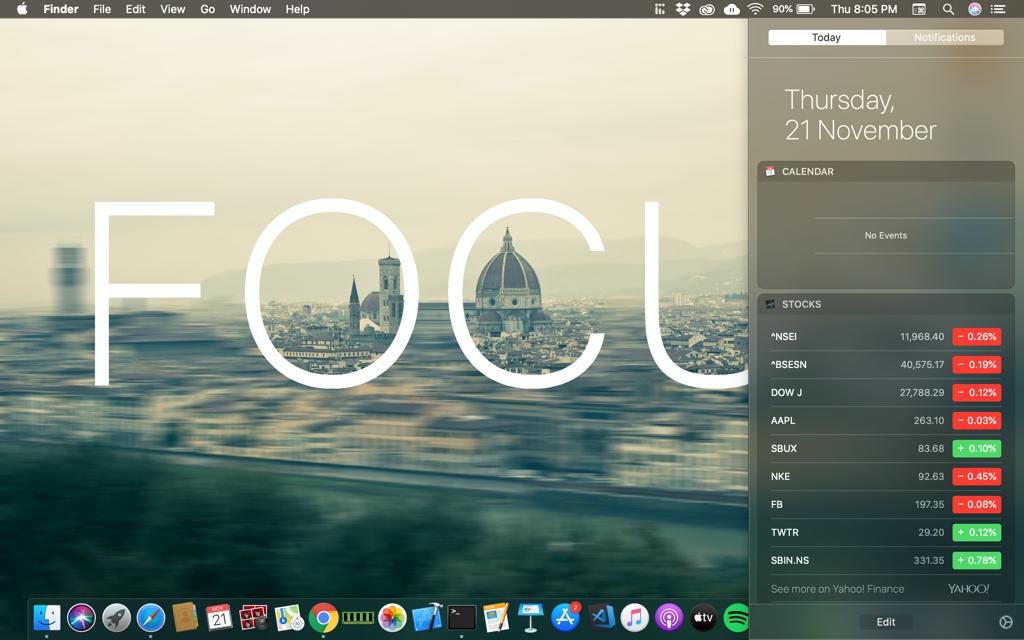 Finder File Edit View Go Window Help 90% Thu 8:05 PM
Today Notifications
Thursday,
21 November
CALENDAR
No Events
STOCKS
^NSEI 11,968.40 − 0.26%
^BSESN 40,575.17 − 0.19%
DOW J 27,788.29 − 0.12%
AAPL 263.10 − 0.03%
SBUX 83.68 + 0.10%
NKE 92.63 − 0.45%
FB 197.35 − 0.08%
TWTR 29.20 + 0.12%
SBIN.NS 331.35 + 0.78%
See more on Yahoo! Finance YAHOO!
Edit
FOCU
NOV
21
>_
2
tv